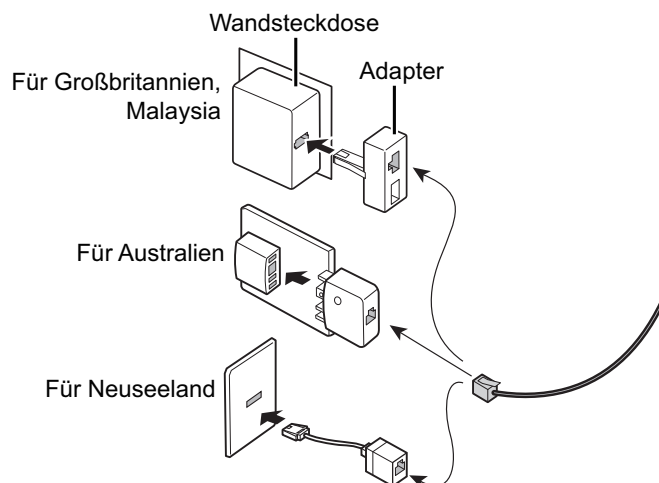 Wandsteckdose
Für Großbritannien,
Malaysia
Adapter
Für Australien
Für Neuseeland